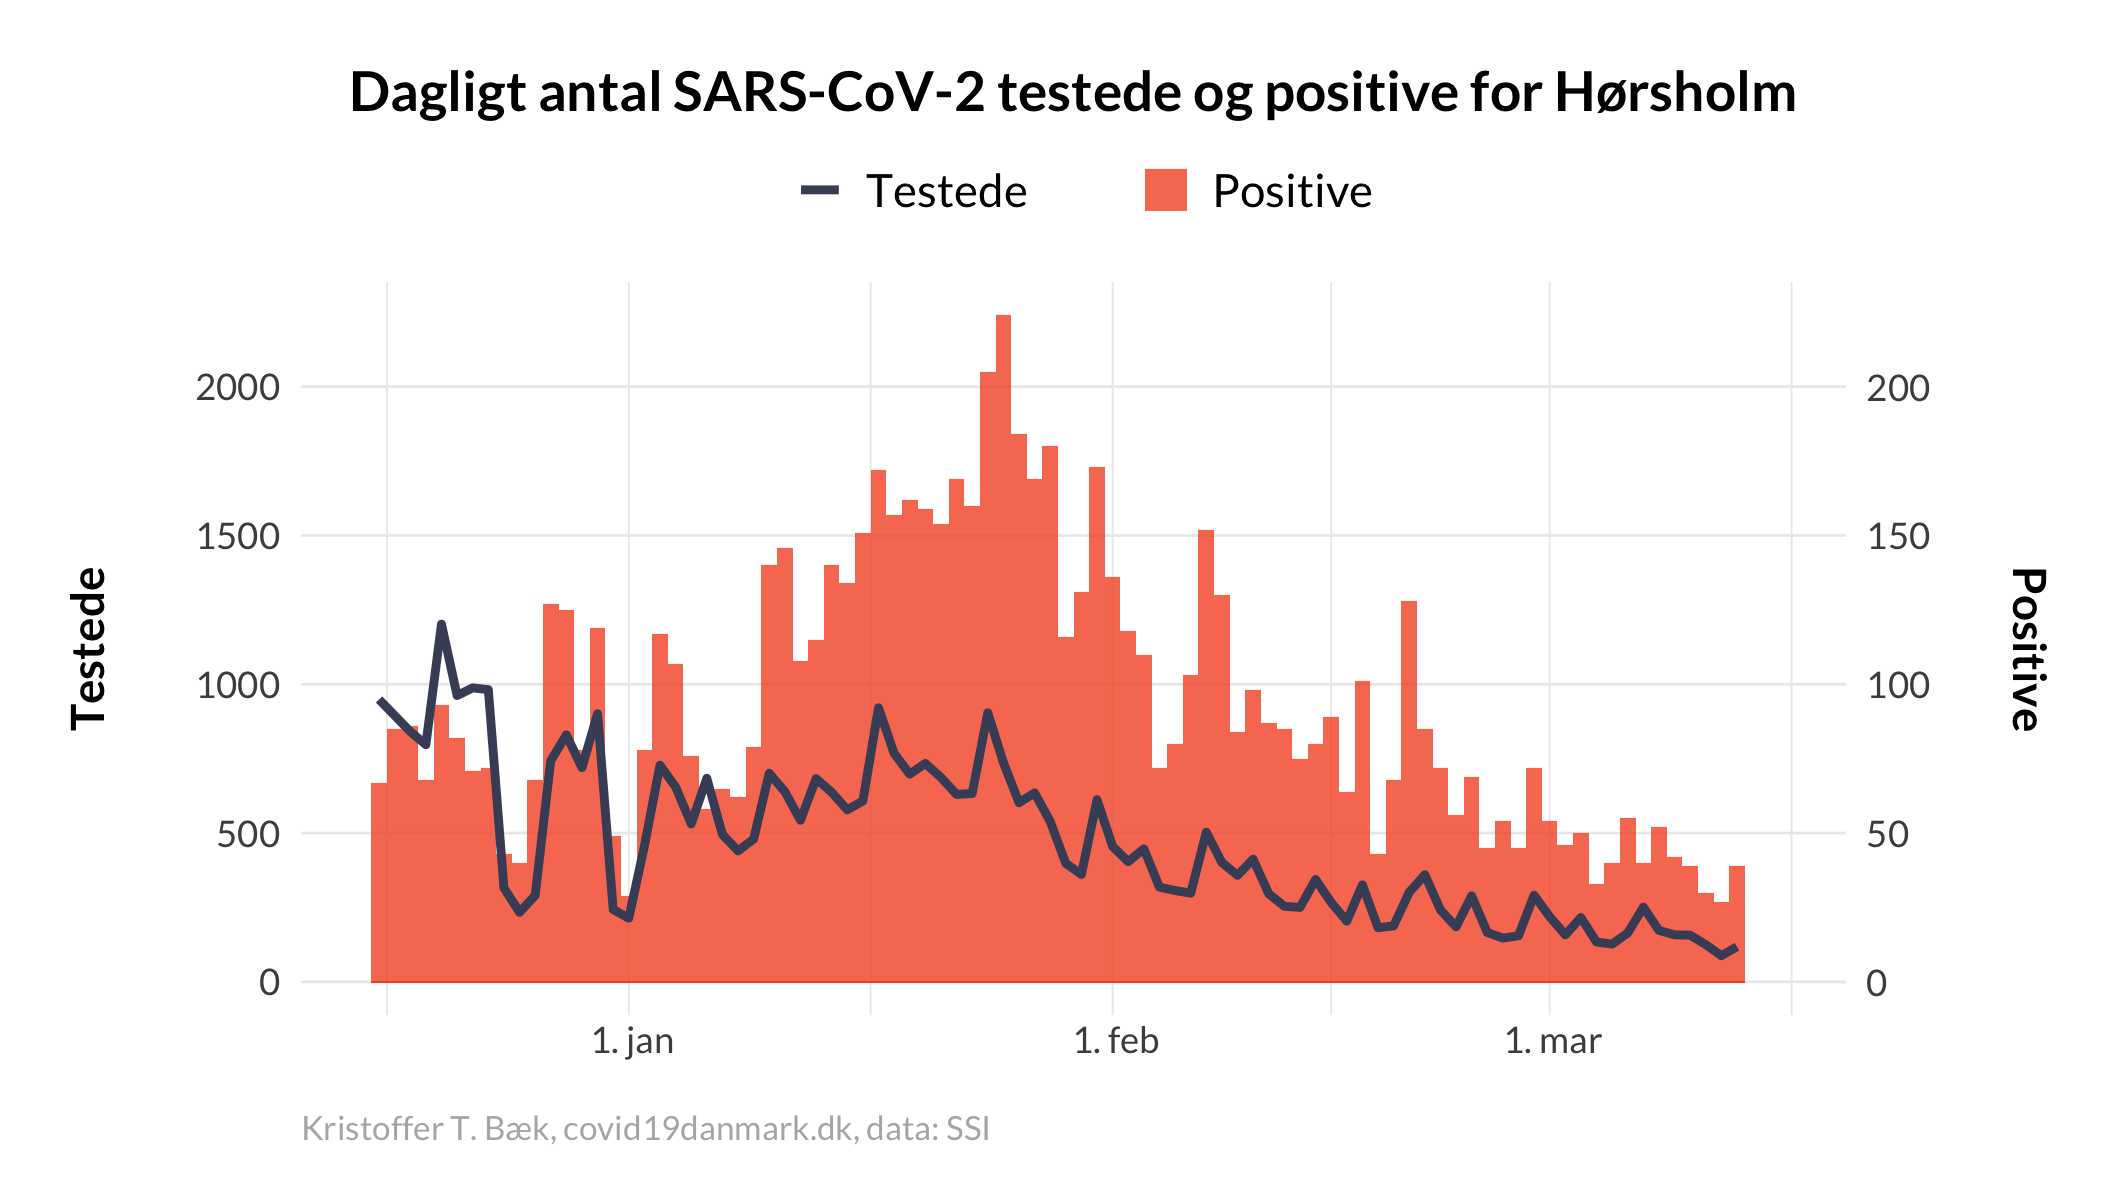 Dagligt antal SARS-CoV-2 testede og positive for Hørsholm
Testede
Positive
2000
1500
1000
500
0
Testede
200
150
100
50
0
Positive
1. jan
1. feb
1. mar
Kristoffer T. Bæk, covid19danmark.dk, data: SSI